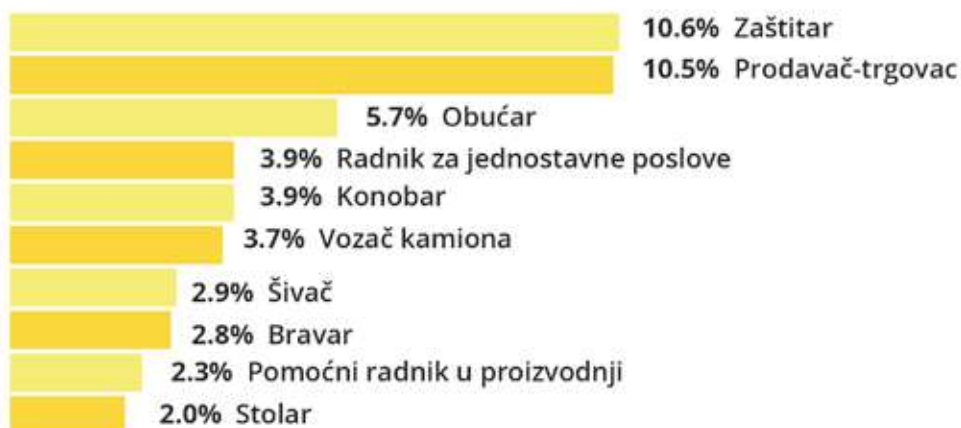 10.6% Zaštitar
10.5% Prodavač-trgovac
5.7% Obućar
3.9% Radnik za jednostavne poslove
3.9% Konobar
3.7% Vozač kamiona
2.9% Šivač
2.8% Bravar
2.3% Pomoćni radnik u proizvodnji
2.0% Stolar